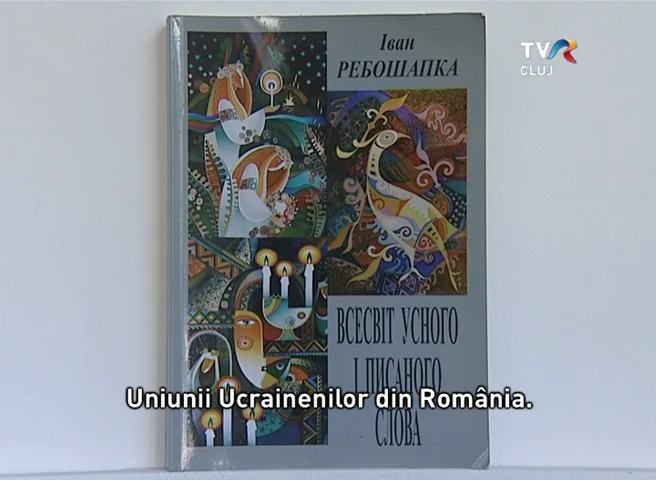 Іван
РЕБОШАПКА
TVR
CLUJ
ВСЕСВІТ УСНОГО
І ПИСАНОГО
СЛОВА
Uniunii Ucrainenilor din România.